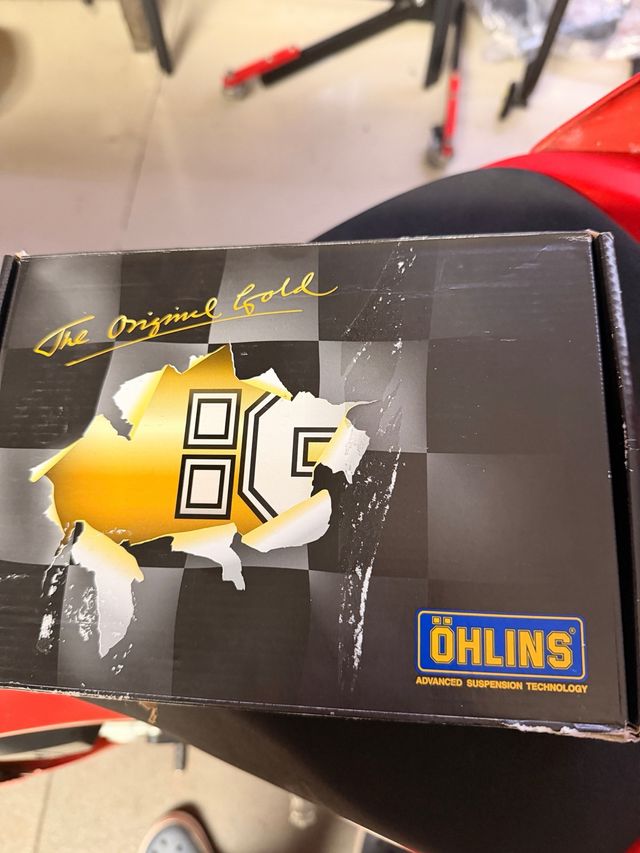 The Original Gold
ÖHLINS®
ADVANCED SUSPENSION TECHNOLOGY